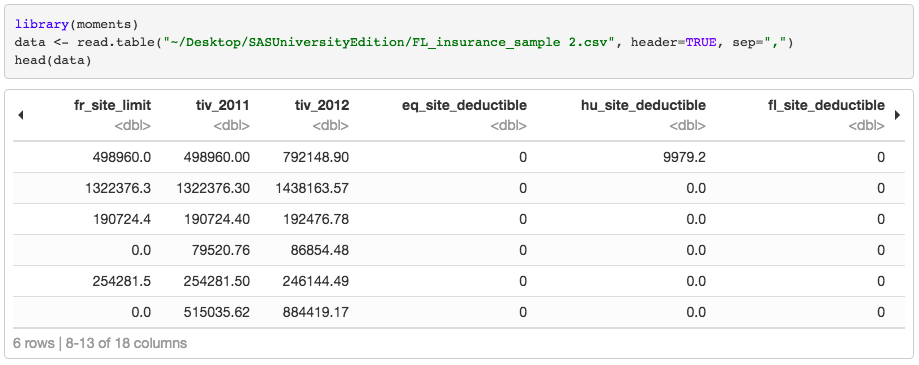 library(moments)
data <- read.table("~/Desktop/SASUniversityEdition/FL_insurance_sample 2.csv", header=TRUE, sep=",")
head(data)
fr_site_limit tiv_2011 tiv_2012 eq_site_deductible hu_site_deductible fl_site_deductible
<dbl> <dbl> <dbl> <dbl> <dbl> <dbl>
498960.0 498960.00 792148.90 0 9979.2 0
1322376.3 1322376.30 1438163.57 0 0.0 0
190724.4 190724.40 192476.78 0 0.0 0
0.0 79520.76 86854.48 0 0.0 0
254281.5 254281.50 246144.49 0 0.0 0
0.0 515035.62 884419.17 0 0.0 0
6 rows | 8-13 of 18 columns